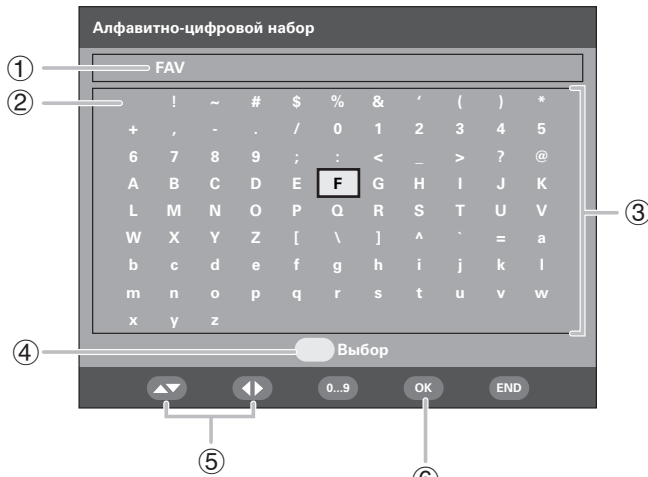 Алфавитно-цифровой набор
① FAV
② ! ~ # $ % & ‘ ( ) *
+ , - . / 0 1 2 3 4 5
6 7 8 9 ; : < _ > ? @
A B C D E F G H I J K
L M N O P Q R S T U V
③
W X Y Z [ \ ] ^ ` = a
b c d e f g h i j k l
m n o p q r s t u v w
x y z
④ Выбор
0...9 OK END
⑤ ⑥